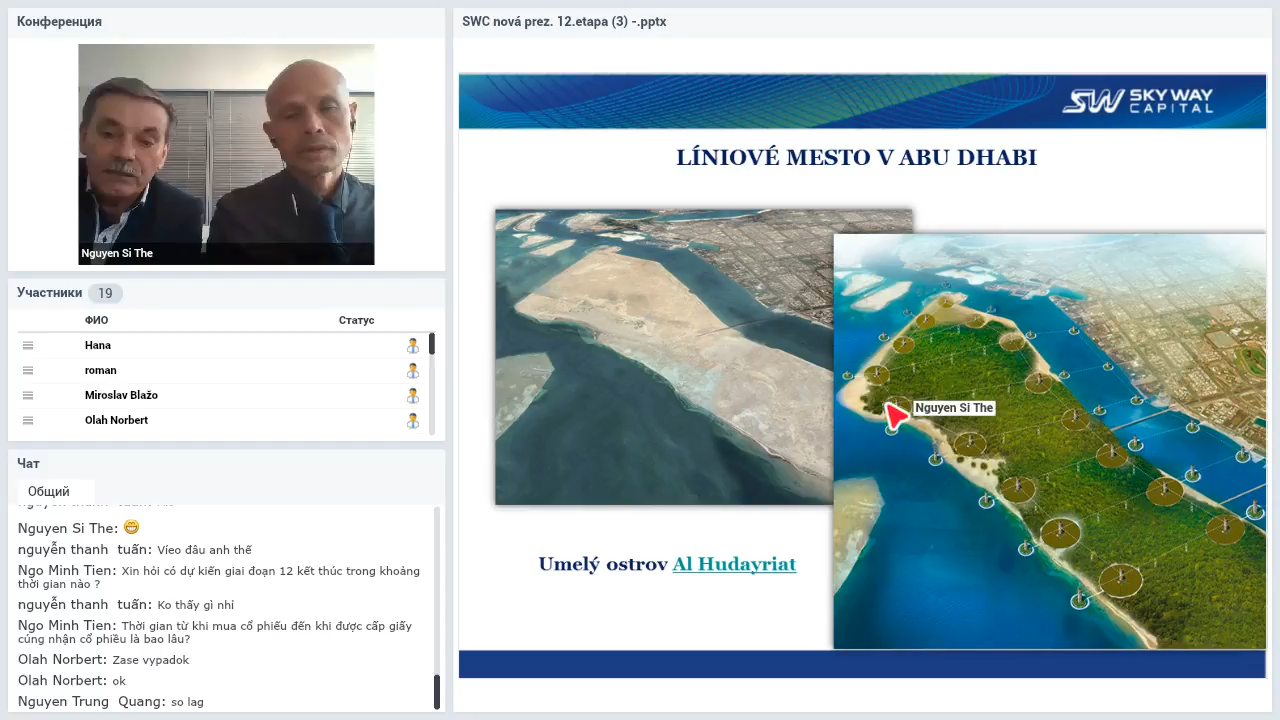 Конференция
Nguyen Si The
Участники 19
ФИО Статус
Hana
roman
Miroslav Blažo
Olah Norbert
Чат
Общий
Nguyen Si The:
nguyễn thanh tuấn: Víeo đâu anh thế
Ngo Minh Tien: Xin hỏi có dự kiến giai đoạn 12 kết thúc trong khoảng
thời gian nào ?
nguyễn thanh tuấn: Ko thấy gì nhỉ
Ngo Minh Tien: Thời gian từ khi mua cổ phiếu đến khi được cấp giấy
cúng nhận cổ phiều là bao lâu?
Olah Norbert: Zase vypadok
Olah Norbert: ok
Nguyen Trung Quang: so lag
SWC nová prez. 12.etapa (3) -.pptx
SW SKY WAY
CAPITAL
LÍNIOVÉ MESTO V ABU DHABI
Nguyen Si The
Umelý ostrov Al Hudayriat